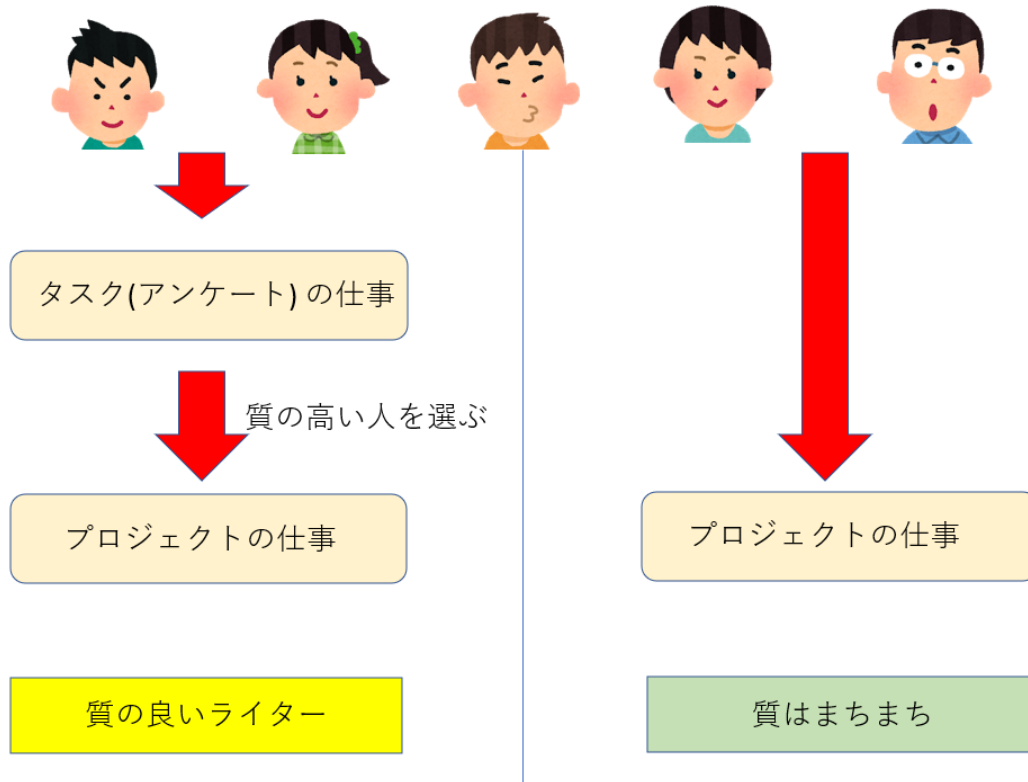 タスク(アンケート) の仕事
質の高い人を選ぶ
プロジェクトの仕事
質の良いライター
プロジェクトの仕事
質はまちまち